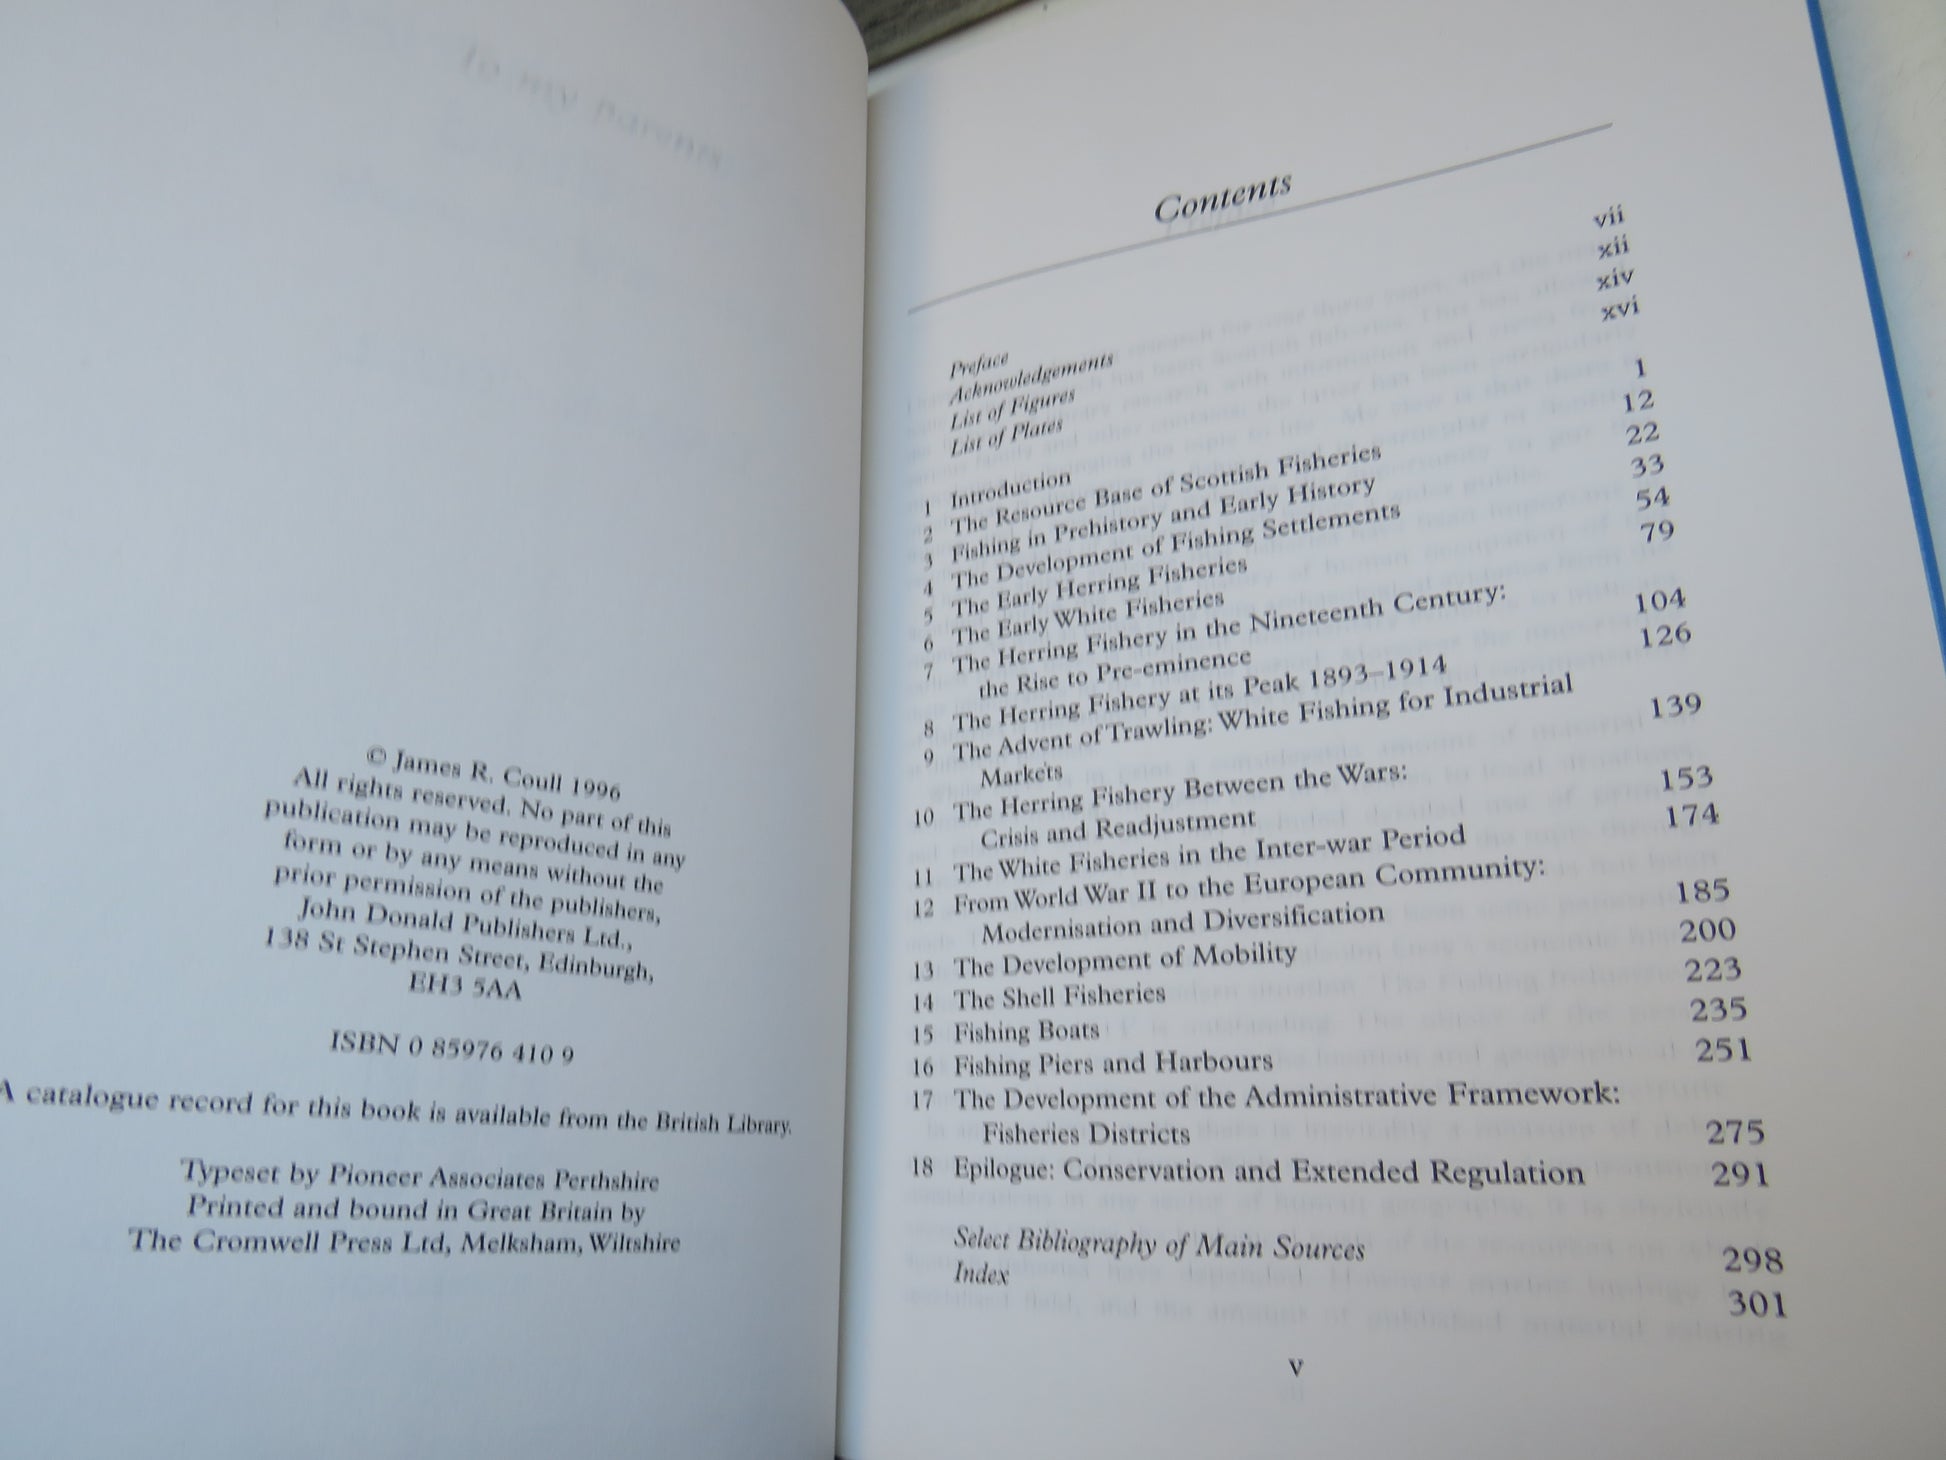 To my parents
© James R. Coull 1996
All rights reserved. No part of this
publication may be reproduced in any
form or by any means without the
prior permission of the publishers,
John Donald Publishers Ltd.,
138 St Stephen Street, Edinburgh,
EH3 5AA
ISBN 0 85976 410 9
A catalogue record for this book is available from the British Library.
Typeset by Pioneer Associates Perthshire
Printed and bound in Great Britain by
The Cromwell Press Ltd, Melksham, Wiltshire
Contents
Preface vii
Acknowledgements xii
List of Figures xiv
List of Plates xvi
1 Introduction 1
2 The Resource Base of Scottish Fisheries 12
3 Fishing in Prehistory and Early History 22
4 The Development of Fishing Settlements 33
5 The Early Herring Fisheries 54
6 The Early White Fisheries 79
7 The Herring Fishery in the Nineteenth Century:
the Rise to Pre-eminence 104
8 The Herring Fishery at its Peak 1893–1914 126
9 The Advent of Trawling: White Fishing for Industrial
Markets 139
10 The Herring Fishery Between the Wars:
Crisis and Readjustment 153
11 The White Fisheries in the Inter-war Period 174
12 From World War II to the European Community:
Modernisation and Diversification 185
13 The Development of Mobility 200
14 The Shell Fisheries 223
15 Fishing Boats 235
16 Fishing Piers and Harbours 251
17 The Development of the Administrative Framework:
Fisheries Districts 275
18 Epilogue: Conservation and Extended Regulation 291
Select Bibliography of Main Sources 298
Index 301
v